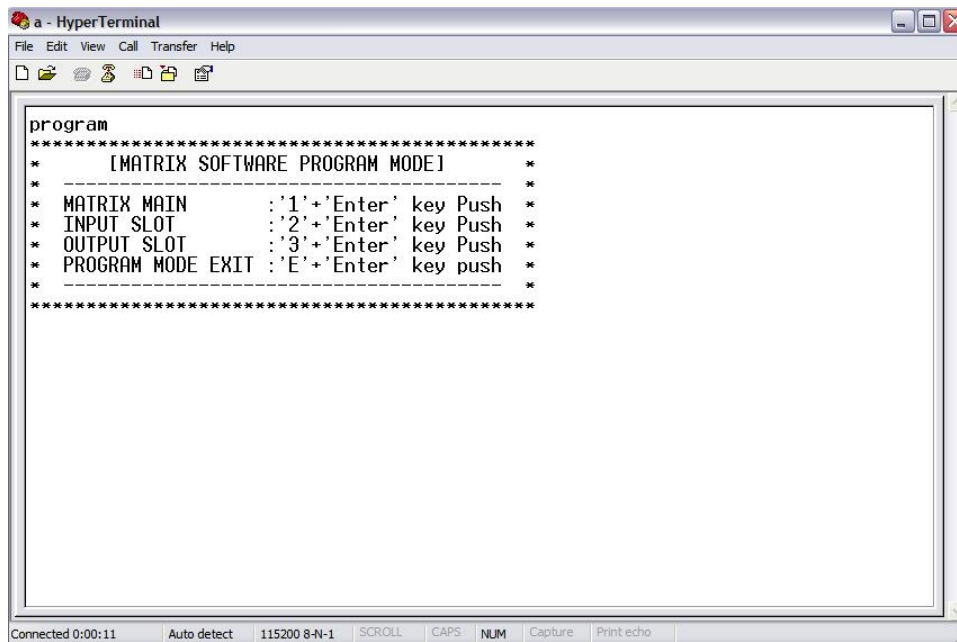 a - HyperTerminal
File Edit View Call Transfer Help
program
*********************************************
* [MATRIX SOFTWARE PROGRAM MODE] *
* --------------------------------------- *
* MATRIX MAIN :'1'+'Enter' key Push *
* INPUT SLOT :'2'+'Enter' key Push *
* OUTPUT SLOT :'3'+'Enter' key Push *
* PROGRAM MODE EXIT :'E'+'Enter' key push *
* --------------------------------------- *
*********************************************
Connected 0:00:11 Auto detect 115200 8-N-1 SCROLL CAPS NUM Capture Print echo